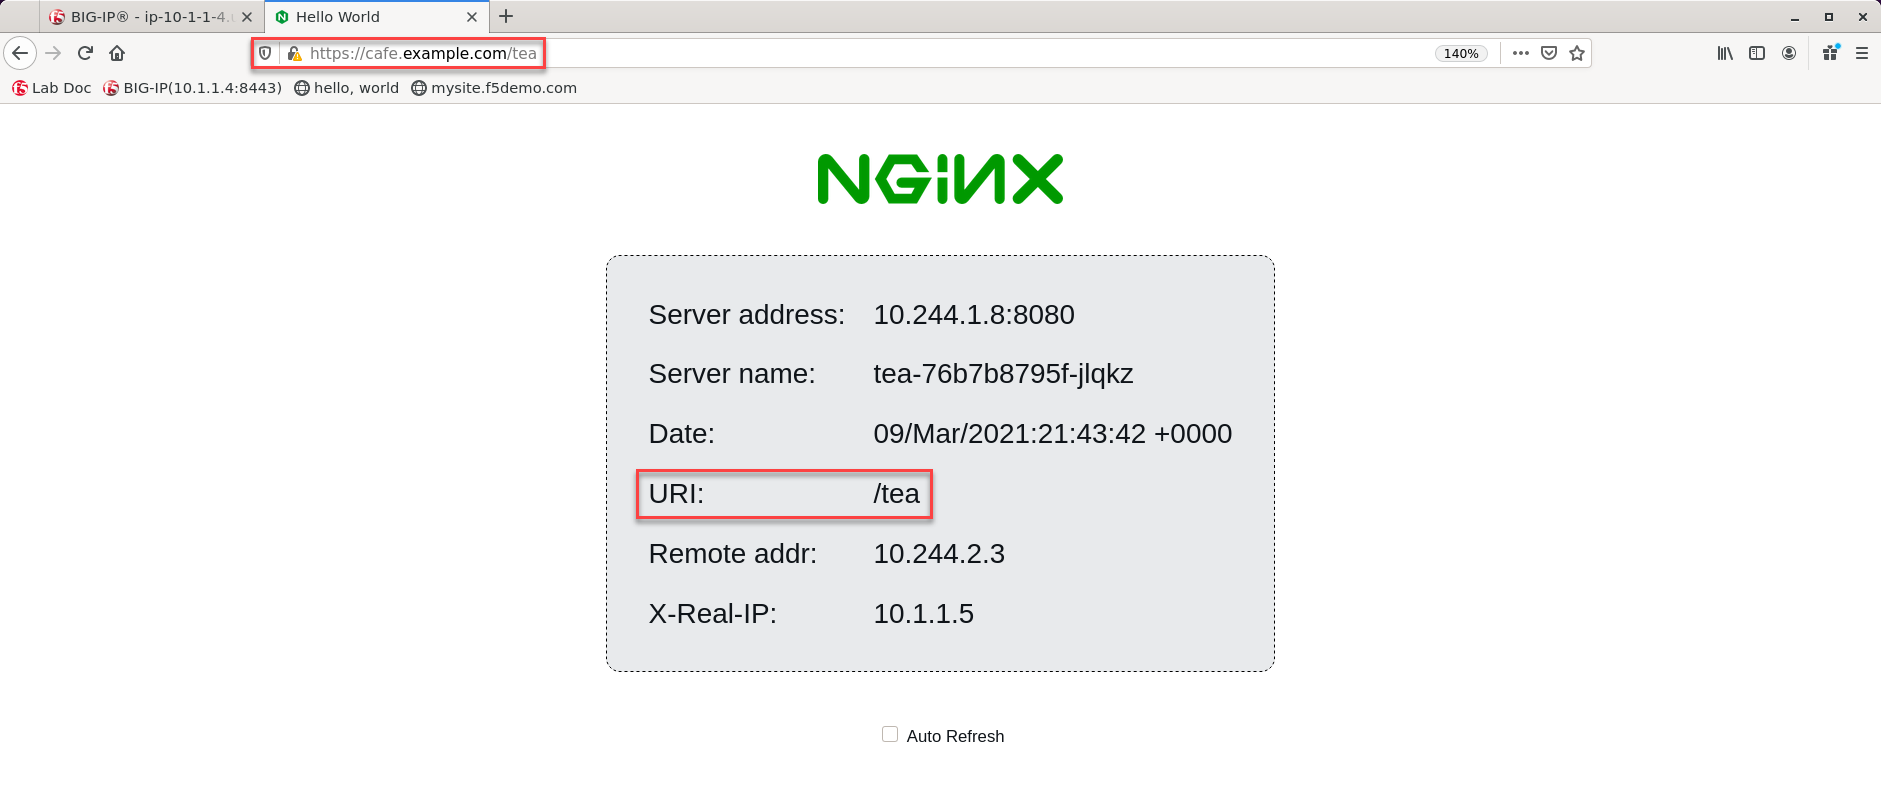 BIG-IP® - ip-10-1-1-4.
Hello World
https://cafe.example.com/tea
140%
Lab Doc
BIG-IP(10.1.1.4:8443)
hello, world
mysite.f5demo.com
NGINX
Server address: 10.244.1.8:8080
Server name: tea-76b7b8795f-jlqkz
Date: 09/Mar/2021:21:43:42 +0000
URI: /tea
Remote addr: 10.244.2.3
X-Real-IP: 10.1.1.5
Auto Refresh